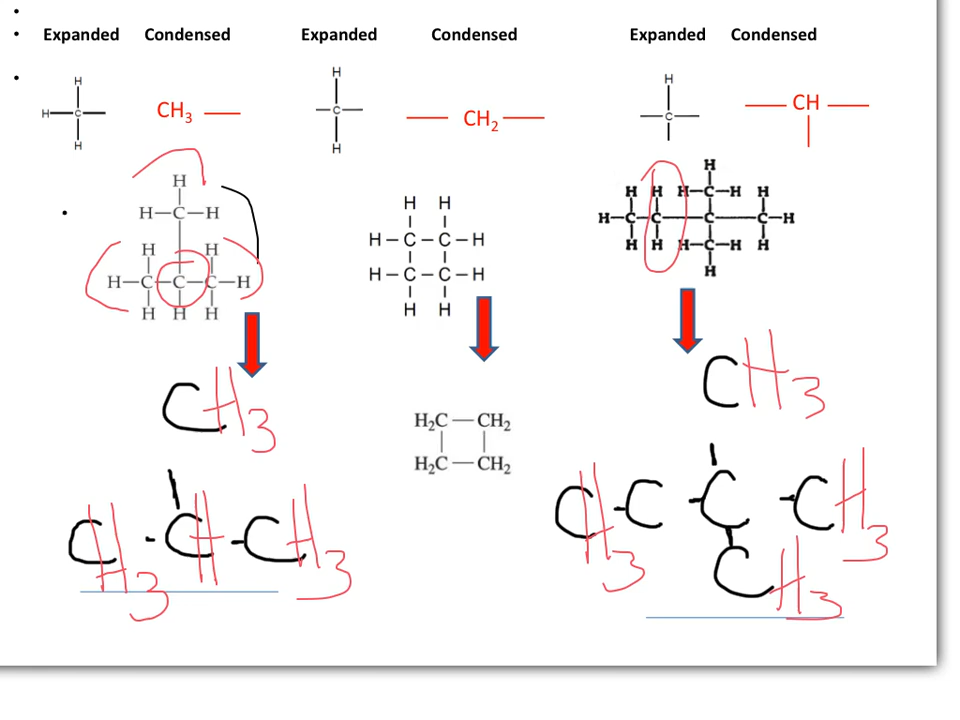 Expanded Condensed Expanded Condensed Expanded Condensed
H
H—C—
H
CH₃ —
H
—C—
H
— CH₂ —
H
—C—
— CH —
H
H—C—H
H H
H—C—C—C—H
H H H
H H
H–C–C–H
H–C–C–H
H H
H
H H H–C–H H
H–C–C—C—C–H
H H H–C–H H
H
CH₃
CH₃-CH-CH₃
H₂C—CH₂
H₂C—CH₂
CH₃
CH₃-C-C-CH₃
CH₃